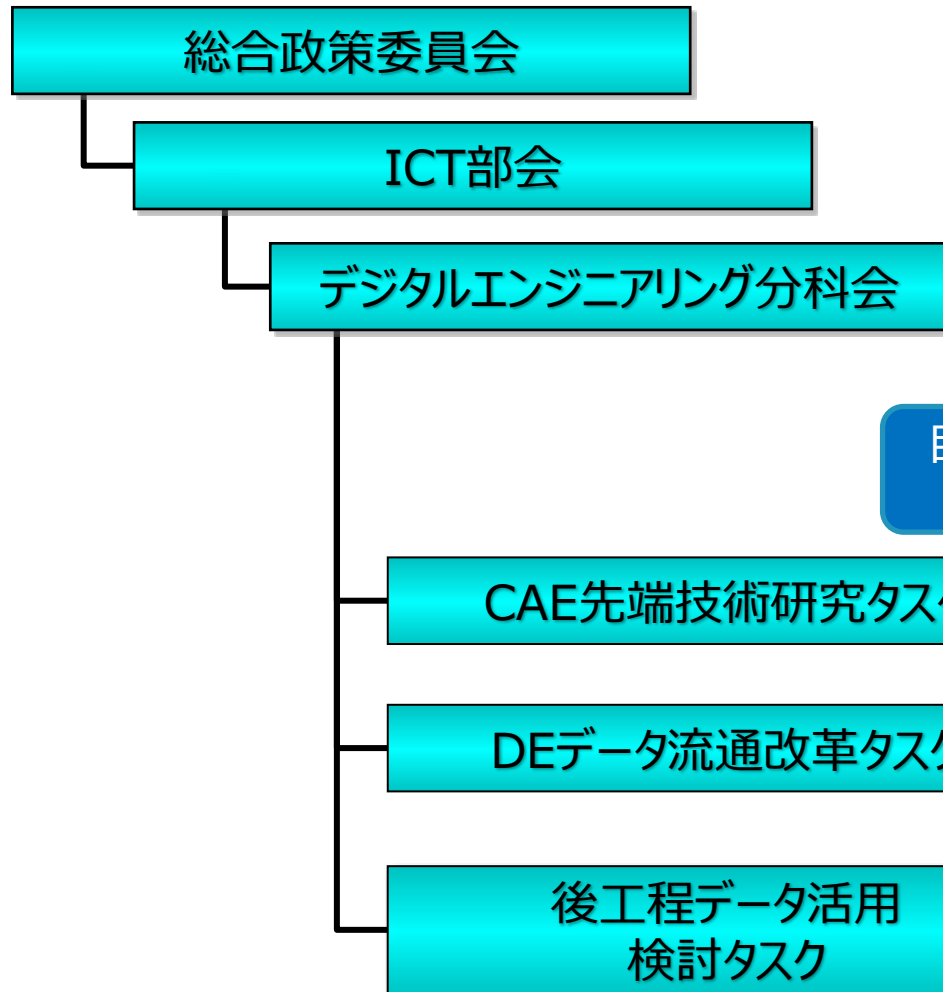 総合政策委員会
ICT部会
デジタルエンジニアリング分科会
CAE先端技術研究タス
DEデータ流通改革タスク
後工程データ活用
検討タスク